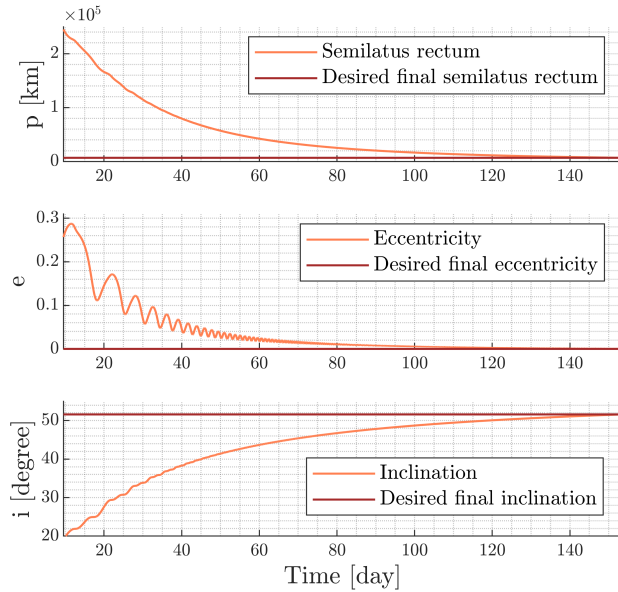 ×10⁵
2
1
0
p [km]
Semilatus rectum
Desired final semilatus rectum
20 40 60 80 100 120 140
0.3
0.2
0.1
0
e
Eccentricity
Desired final eccentricity
20 40 60 80 100 120 140
50
40
30
20
i [degree]
Inclination
Desired final inclination
20 40 60 80 100 120 140
Time [day]